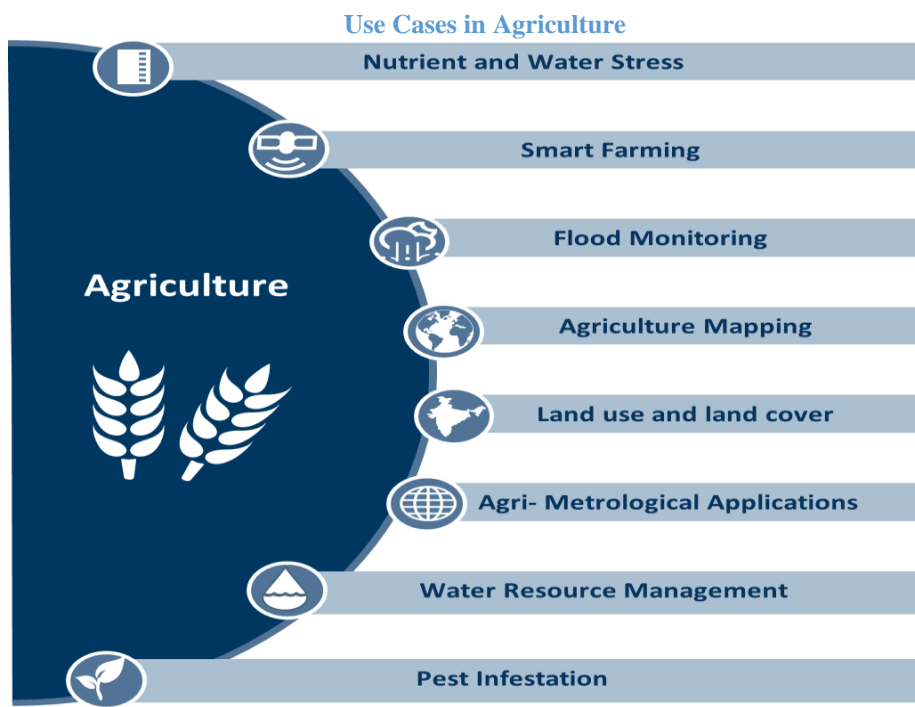 Use Cases in Agriculture
Nutrient and Water Stress
Smart Farming
Flood Monitoring
Agriculture
Agriculture Mapping
Land use and land cover
Agri- Metrological Applications
Water Resource Management
Pest Infestation